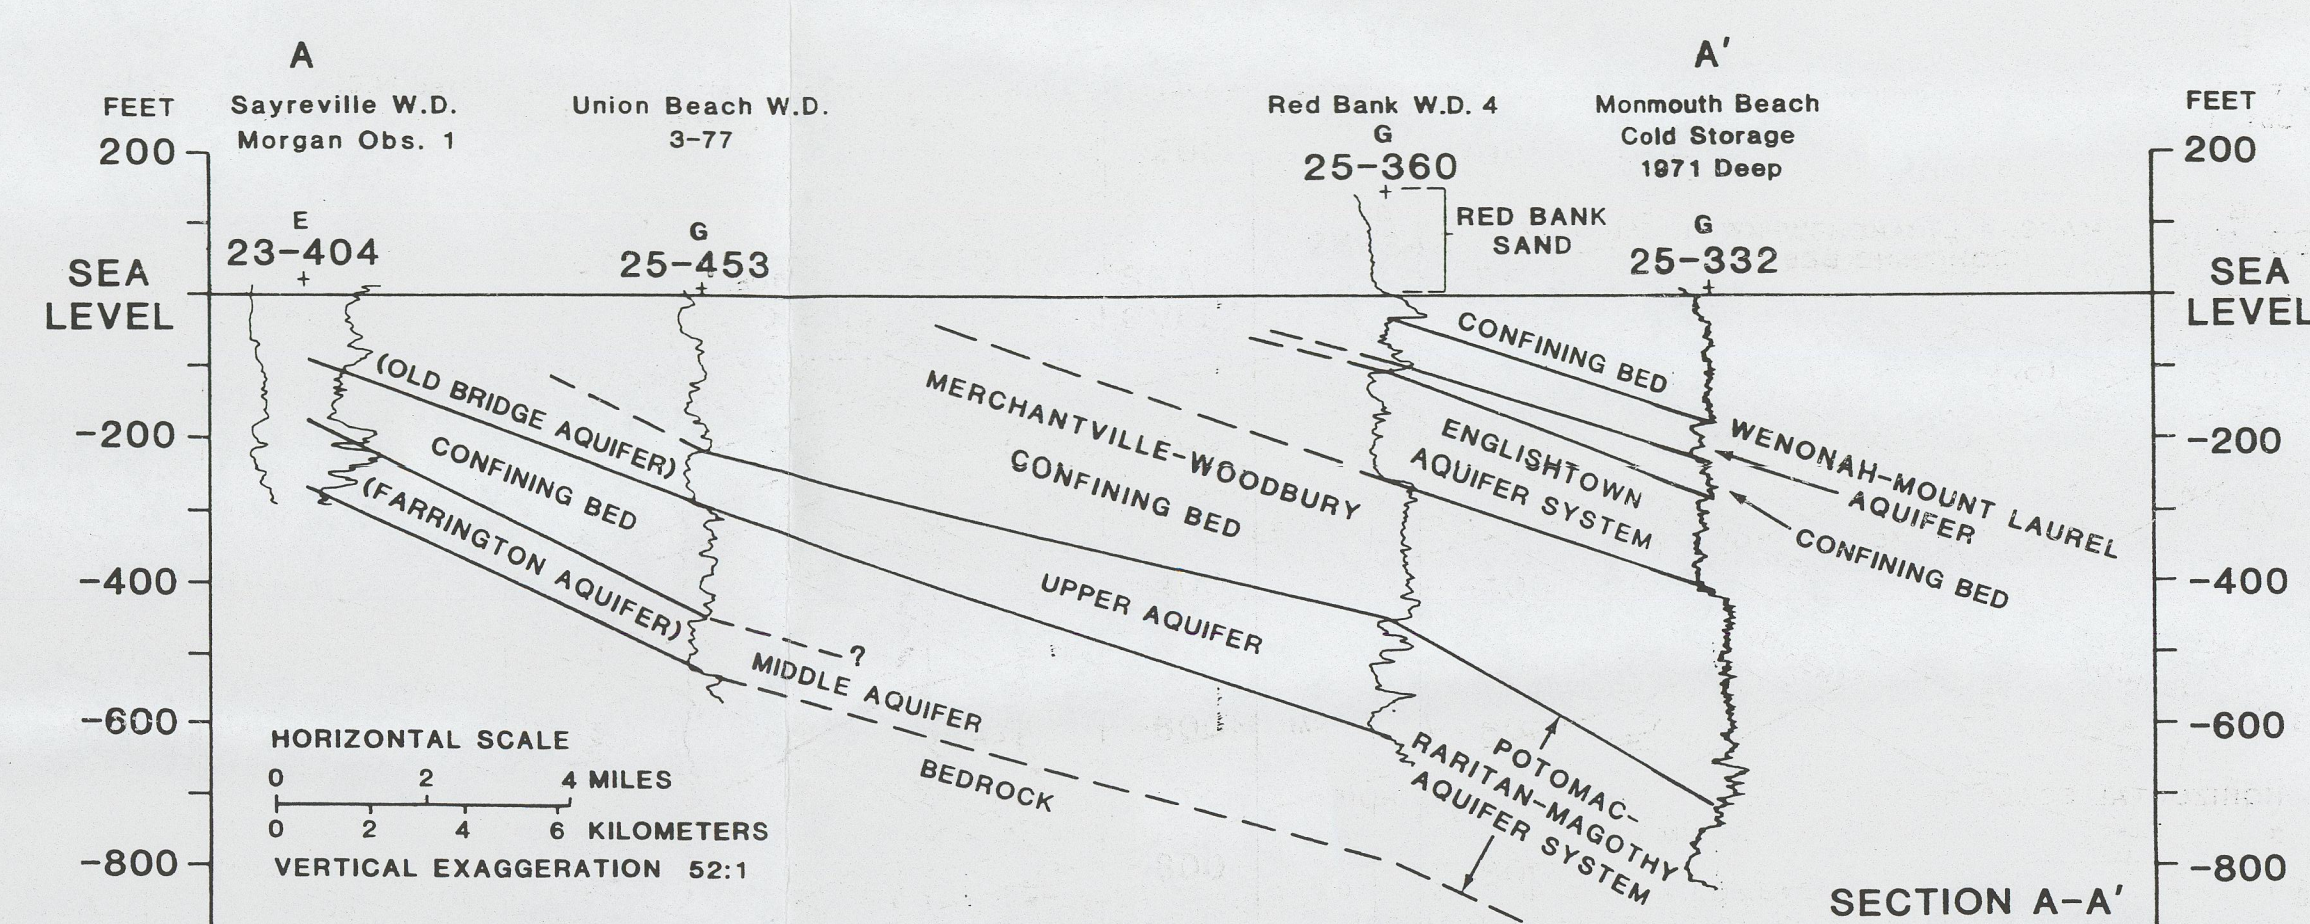 A
A'
FEET
Sayreville W.D.
Morgan Obs. 1
Union Beach W.D.
3-77
Red Bank W.D. 4
G
25-360
Monmouth Beach
Cold Storage
1971 Deep
FEET
200
200
E
23-404
G
25-453
RED BANK
SAND
G
25-332
SEA
LEVEL
SEA
LEVEL
CONFINING BED
(OLD BRIDGE AQUIFER)
CONFINING BED
(FARRINGTON AQUIFER)
MERCHANTVILLE-WOODBURY
CONFINING BED
ENGLISHTOWN
AQUIFER SYSTEM
WENONAH-MOUNT LAUREL
AQUIFER
CONFINING BED
-200
-200
-400
-400
UPPER AQUIFER
?
MIDDLE AQUIFER
-600
-600
BEDROCK
POTOMAC-
RARITAN-MAGOTHY
AQUIFER SYSTEM
HORIZONTAL SCALE
0 2 4 MILES
0 2 4 6 KILOMETERS
VERTICAL EXAGGERATION 52:1
-800
-800
SECTION A-A'